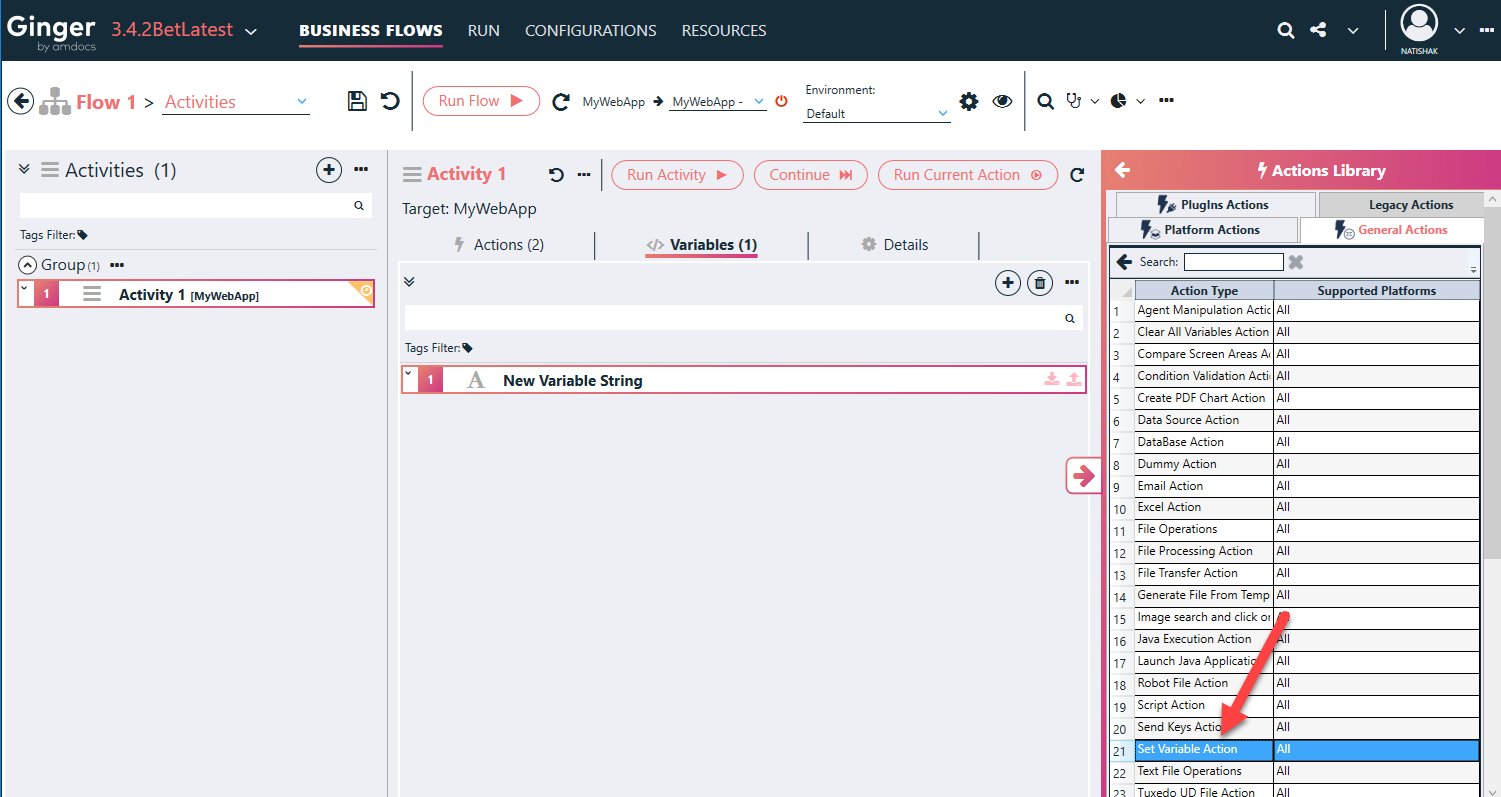 Ginger by amdocs 3.4.2BetLatest BUSINESS FLOWS RUN CONFIGURATIONS RESOURCES NATISHAK
Flow 1 > Activities Run Flow MyWebApp MyWebApp - Environment: Default
Activities (1)
Tags Filter:
Group (1)
1 Activity 1 [MyWebApp]
Activity 1 Run Activity Continue Run Current Action
Target: MyWebApp
Actions (2) Variables (1) Details
Tags Filter:
1 A New Variable String
Actions Library
PlugIns Actions Legacy Actions
Platform Actions General Actions
Search:
Action Type Supported Platforms
1 Agent Manipulation Actic All
2 Clear All Variables Action All
3 Compare Screen Areas A All
4 Condition Validation Acti All
5 Create PDF Chart Action All
6 Data Source Action All
7 DataBase Action All
8 Dummy Action All
9 Email Action All
10 Excel Action All
11 File Operations All
12 File Processing Action All
13 File Transfer Action All
14 Generate File From Temp All
15 Image search and click or
16 Java Execution Action All
17 Launch Java Applicatio All
18 Robot File Action All
19 Script Action All
20 Send Keys Actio All
21 Set Variable Action All
22 Text File Operations All
23 Tuxedo UD File Action All